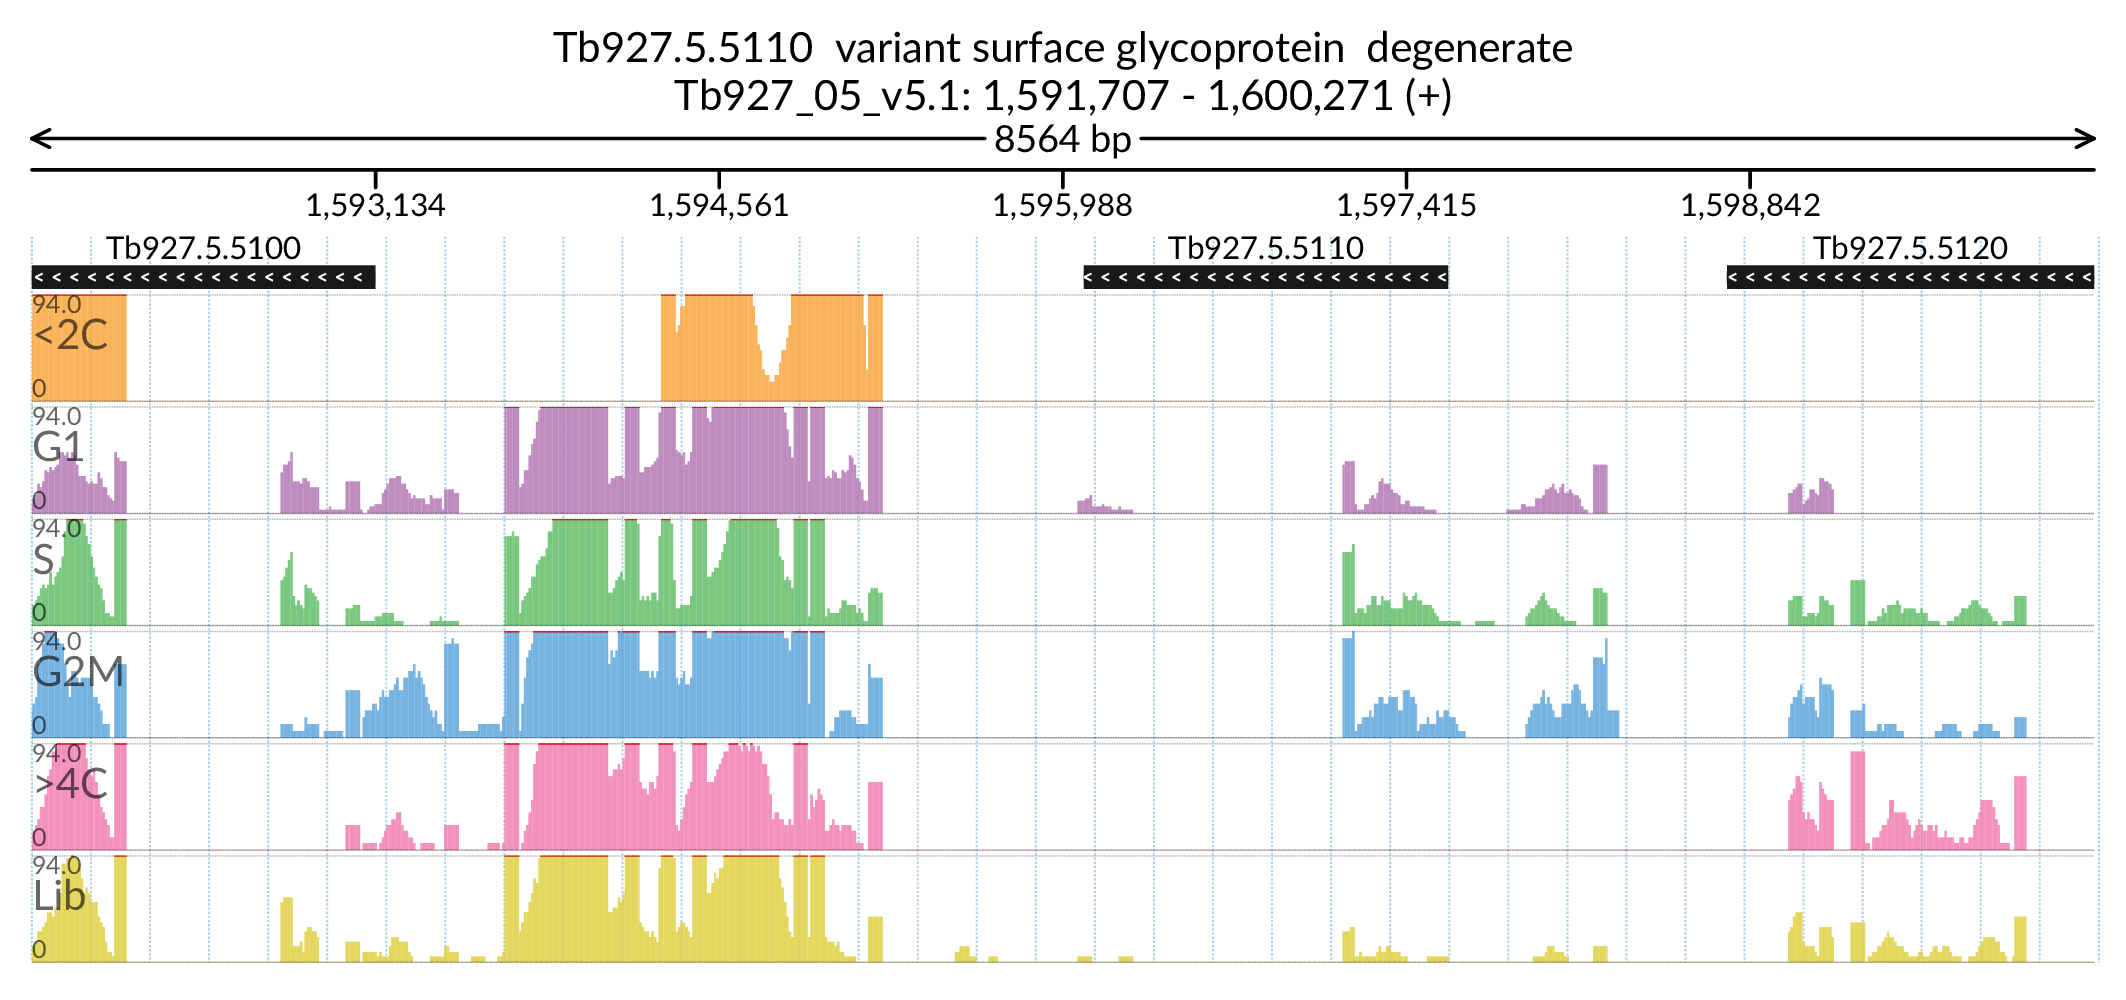 Tb927.5.5110  variant surface glycoprotein  degenerate
Tb927_05_v5.1: 1,591,707 - 1,600,271 (+)
8564 bp
1,593,134 1,594,561 1,595,988 1,597,415 1,598,842
Tb927.5.5100 Tb927.5.5110 Tb927.5.5120
94.0
<2C
0
94.0
G1
0
94.0
S
0
94.0
G2M
0
94.0
>4C
0
94.0
Lib
0